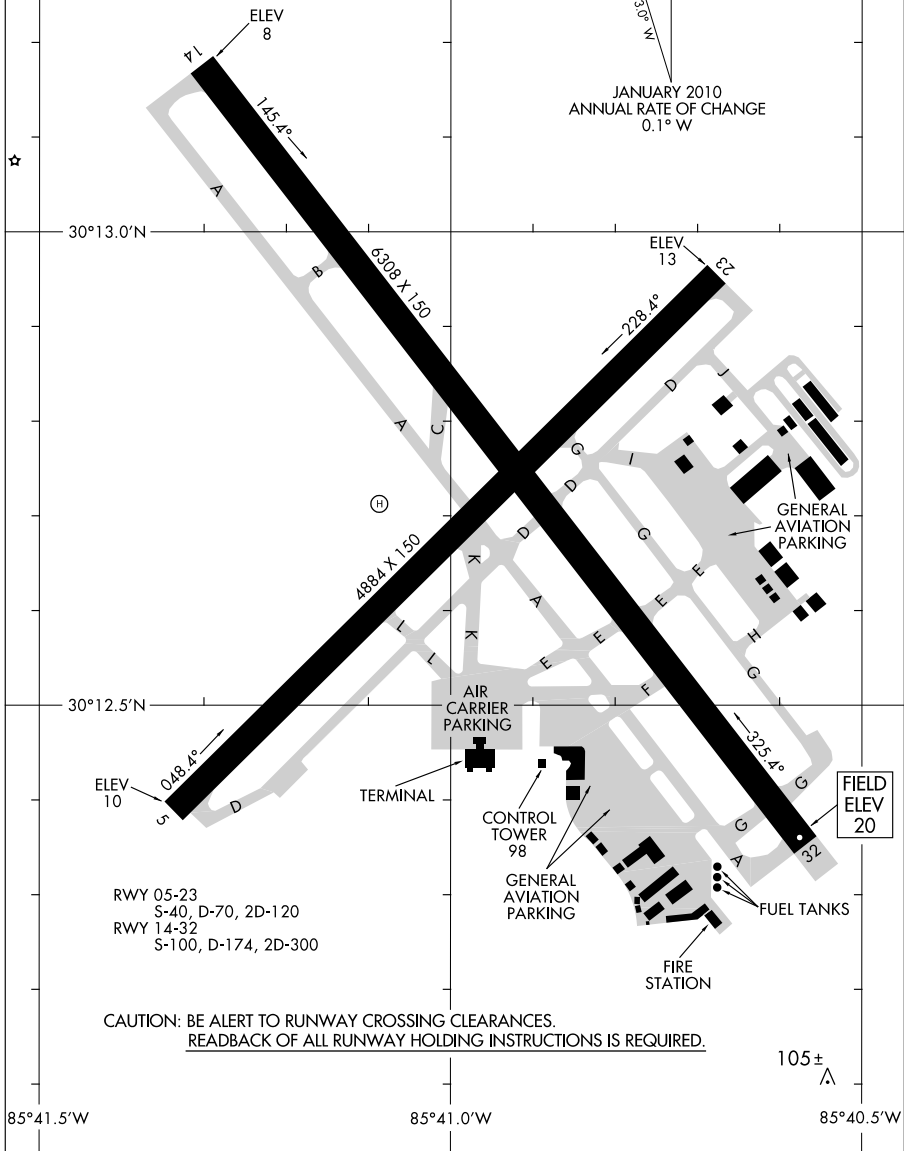 ELEV
8
14
145.4°
3.0° W
JANUARY 2010
ANNUAL RATE OF CHANGE
0.1° W
A
30°13.0'N
B
6308 X 150
ELEV
13
23
228.4°
J
D
A
C
G
I
D
H
GENERAL
AVIATION
PARKING
D
G
4884 X 150
K
E
A
E
L
K
E
H
L
E
G
F
30°12.5'N
AIR
CARRIER
PARKING
048.4°
325.4°
ELEV
10
5
D
TERMINAL
CONTROL
TOWER
98
G
FIELD
ELEV
20
G
A
32
GENERAL
AVIATION
PARKING
FUEL TANKS
RWY 05-23
S-40, D-70, 2D-120
RWY 14-32
S-100, D-174, 2D-300
FIRE
STATION
CAUTION: BE ALERT TO RUNWAY CROSSING CLEARANCES.
READBACK OF ALL RUNWAY HOLDING INSTRUCTIONS IS REQUIRED.
105±
85°41.5'W
85°41.0'W
85°40.5'W